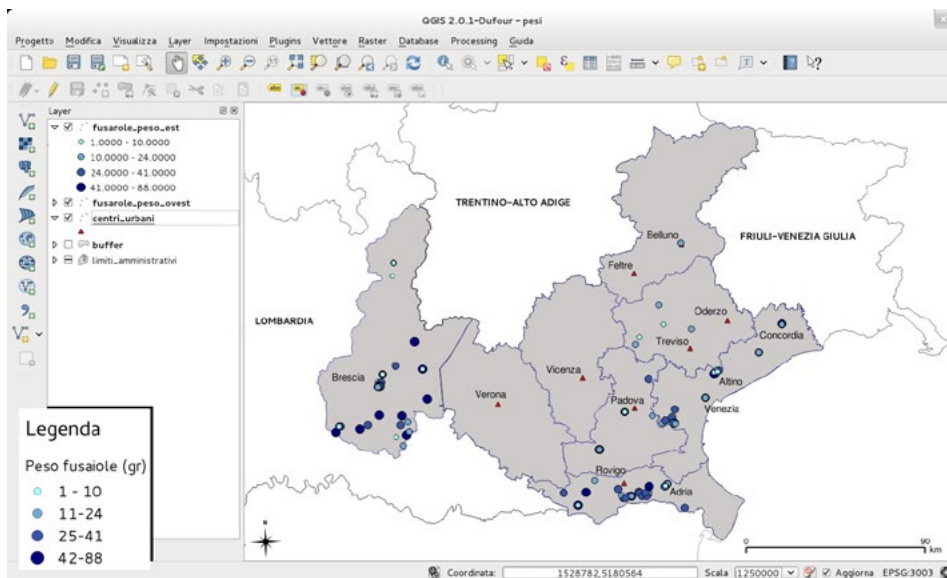 QGIS 2.0.1-Dufour - pesi
Progetto Modifica Visualizza Layer Impostazioni Plugins Vettore Raster Database Processing Guida
Layer
fusarole_peso_est
1.0000 - 10.0000
10.0000 - 24.0000
24.0000 - 41.0000
41.0000 - 88.0000
fusarole_peso_ovest
centri_urbani
buffer
limiti_amministrativi
TRENTINO-ALTO ADIGE
FRIULI-VENEZIA GIULIA
LOMBARDIA
Belluno
Feltre
Oderzo
Concordia
Treviso
Vicenza
Brescia
Altino
Verona
Padova
Venezia
Rovigo
Adria
Legenda
Peso fusaiole (gr)
1 - 10
11-24
25-41
42-88
N
0 90
km
Coordinata: 1528782,5180564 Scala 1250000 Aggiorna EPSG:3003